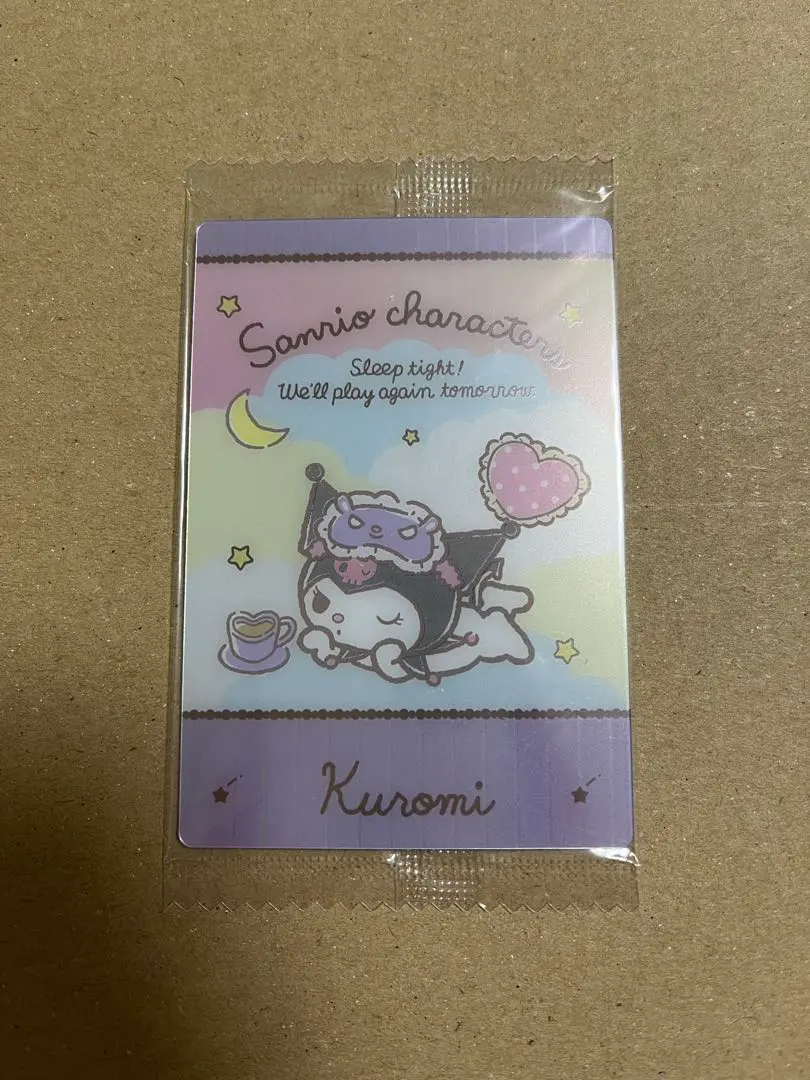 Sanrio characters
Sleep tight!
We'll play again tomorrow.
Kuromi